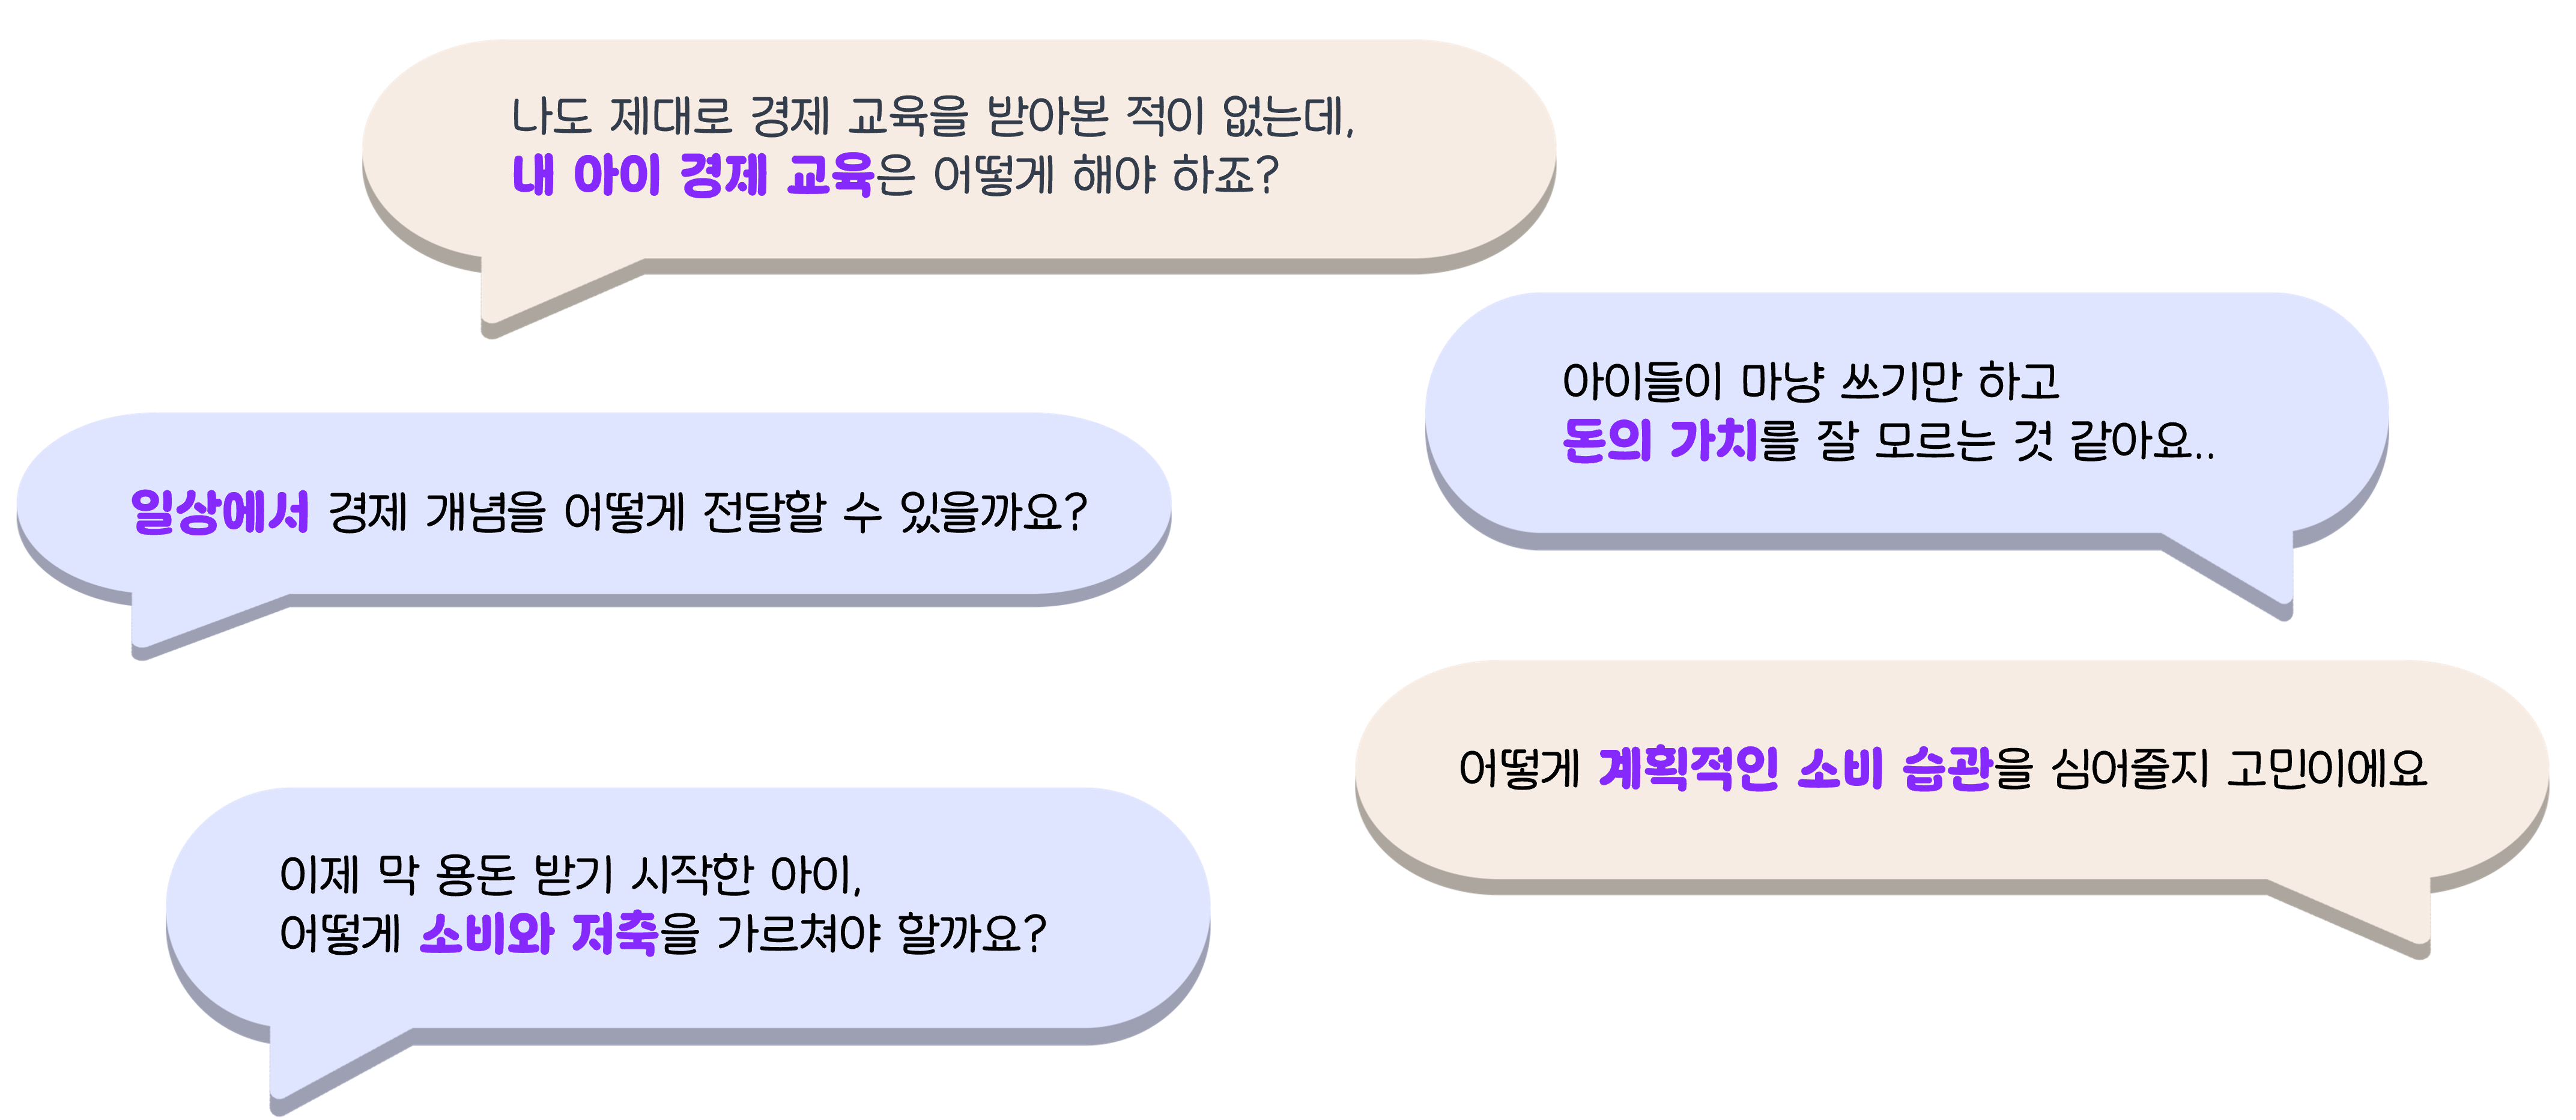 나도 제대로 경제 교육을 받아본 적이 없는데,
내 아이 경제 교육은 어떻게 해야 하죠?
아이들이 마냥 쓰기만 하고
돈의 가치를 잘 모르는 것 같아요..
일상에서 경제 개념을 어떻게 전달할 수 있을까요?
어떻게 계획적인 소비 습관을 심어줄지 고민이에요
이제 막 용돈 받기 시작한 아이,
어떻게 소비와 저축을 가르쳐야 할까요?